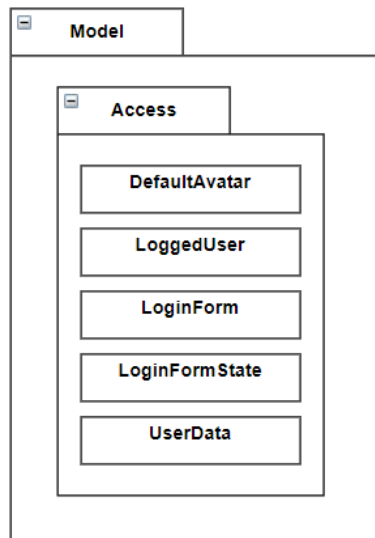 Model
Access
DefaultAvatar
LoggedUser
LoginForm
LoginFormState
UserData